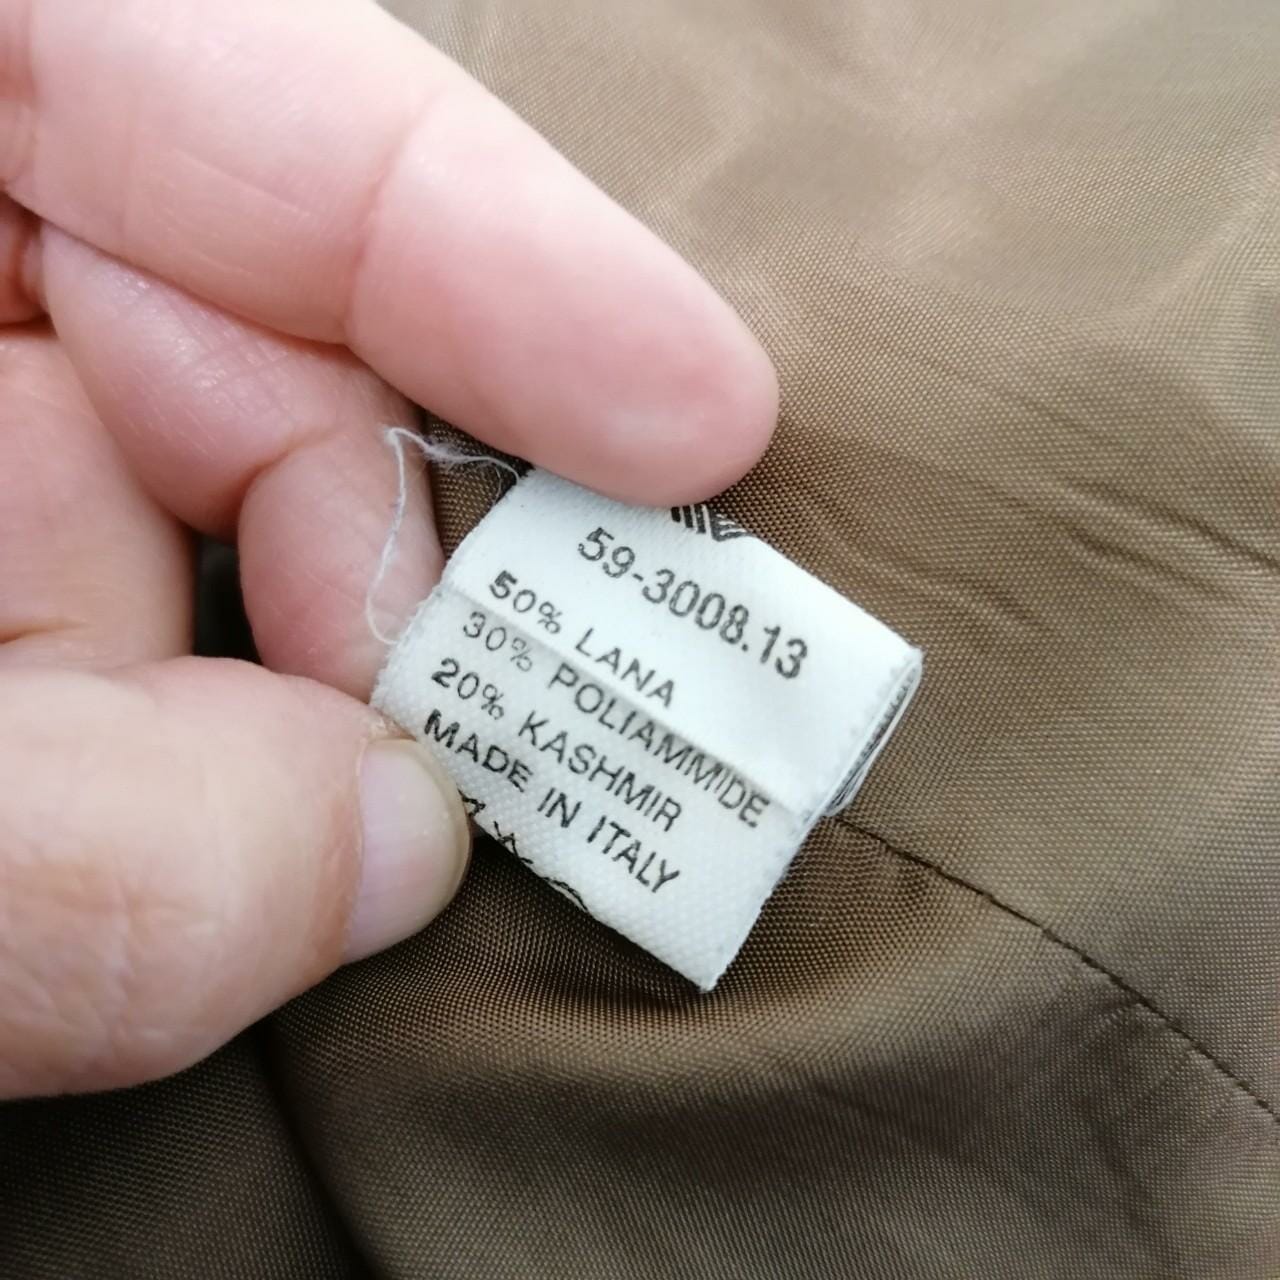 59-3008.13
50% LANA
30% POLIAMMIDE
20% KASHMIR
MADE IN ITALY